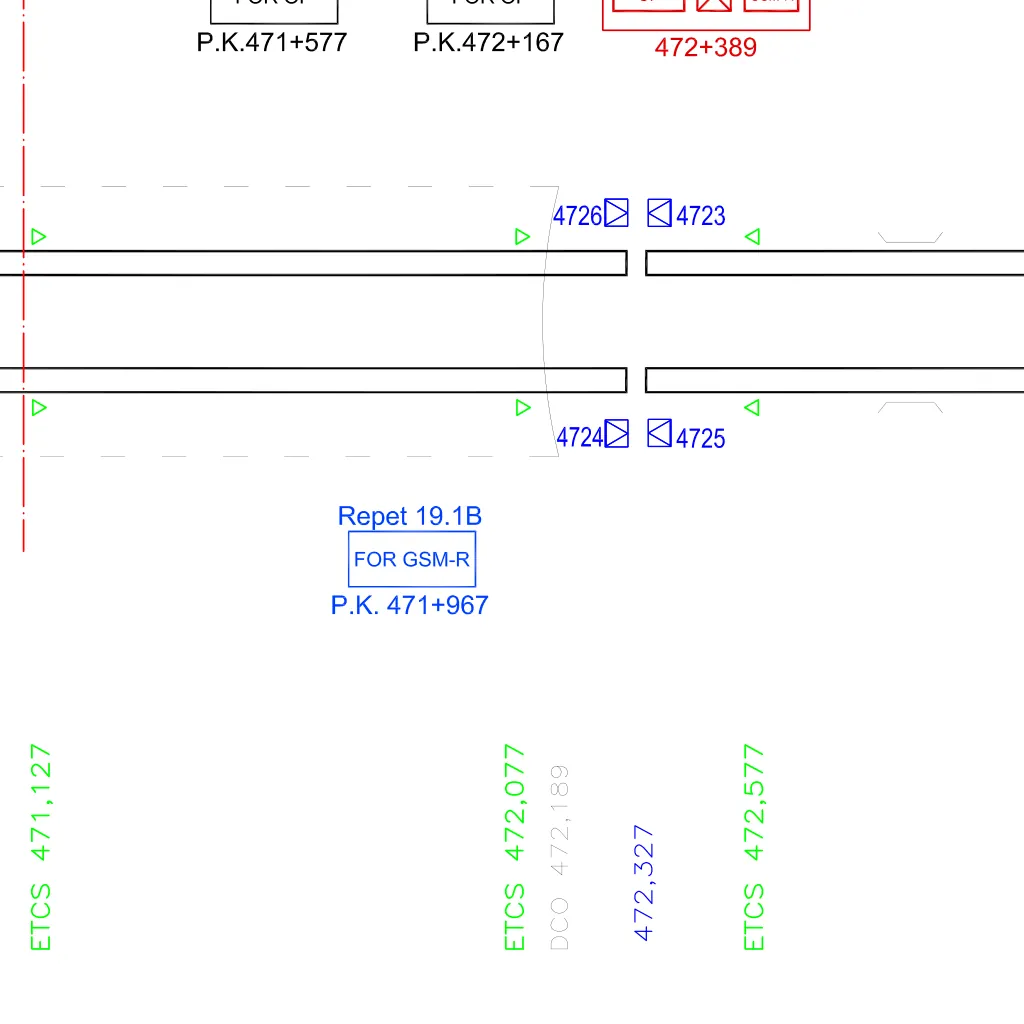 P.K.471+577
P.K.472+167
472+389
4726
4723
4724
4725
Repet 19.1B
FOR GSM-R
P.K. 471+967
ETCS 471,127
ETCS 472,077
DCO 472,189
472,327
ETCS 472,577